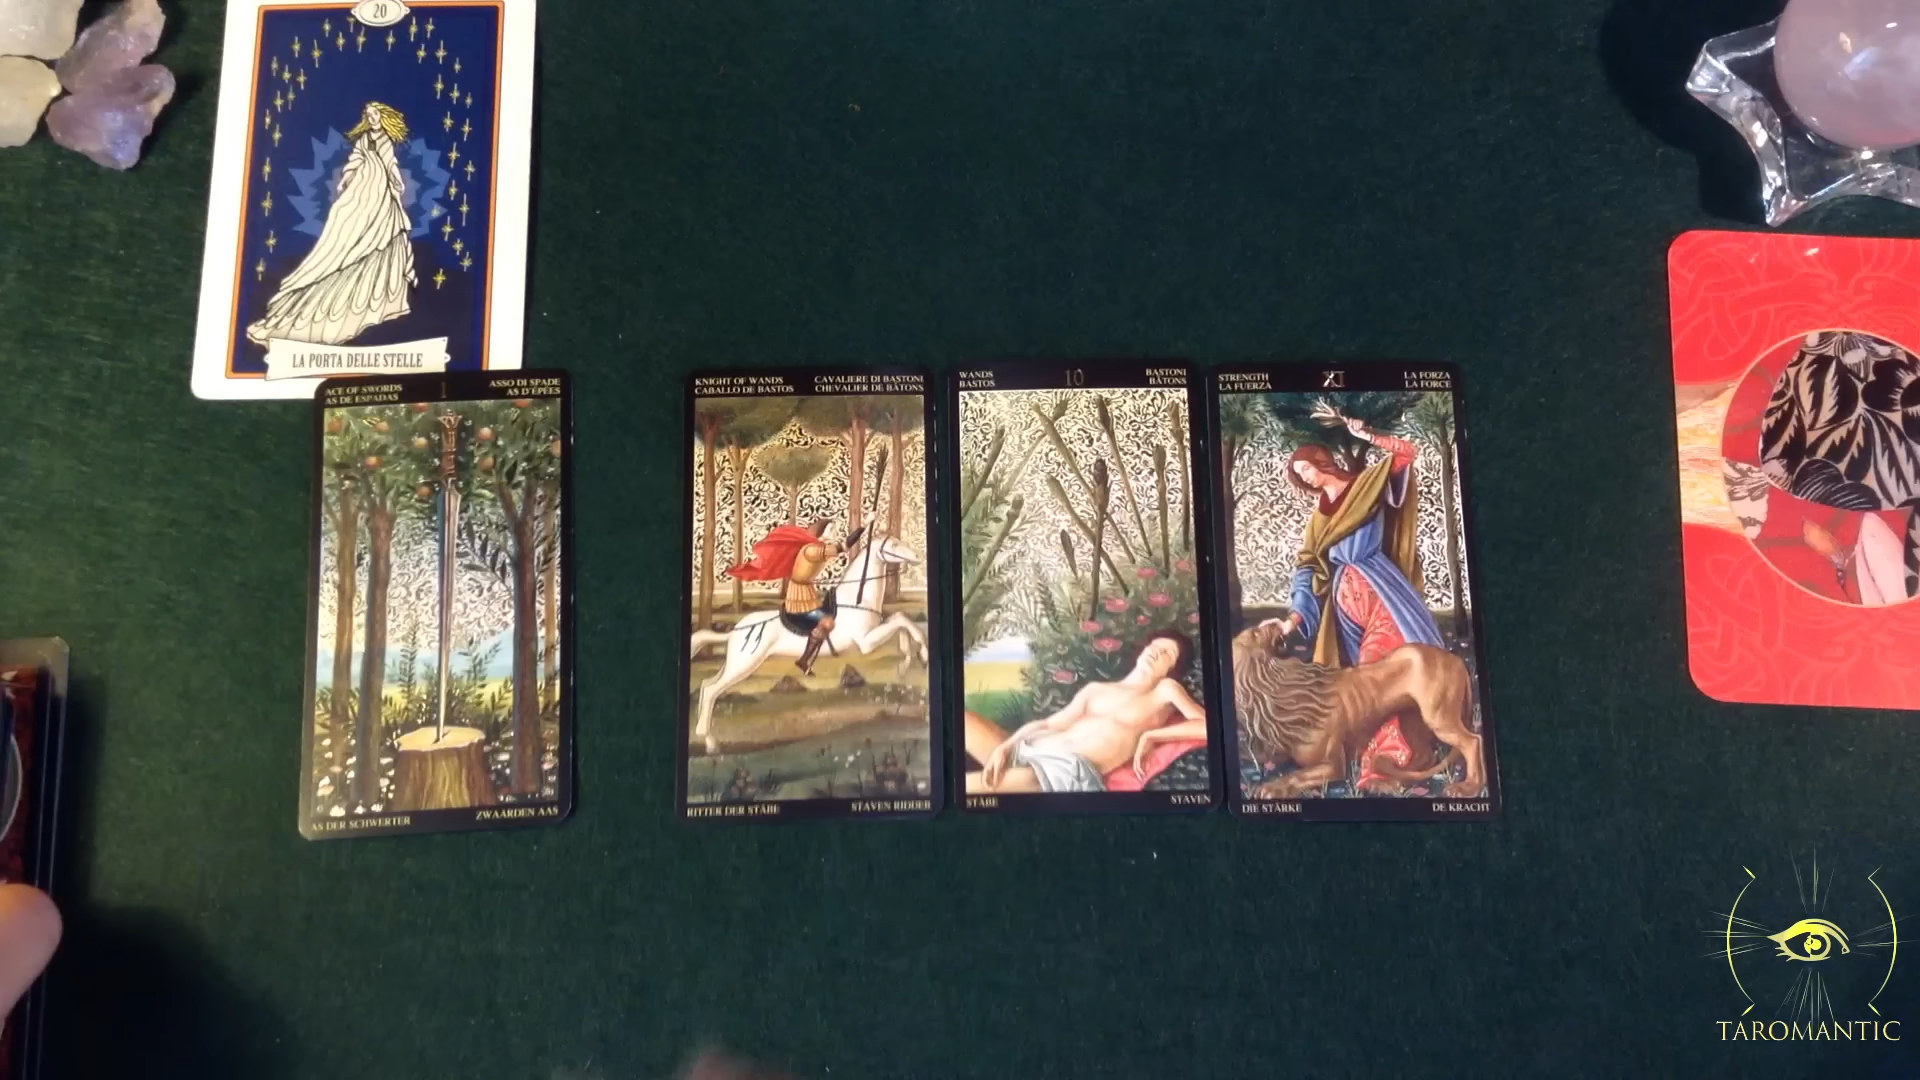 20
LA PORTA DELLE STELLE
ACE OF SWORDS
AS DE ESPADAS
1
ASSO DI SPADE
AS D'ÉPÉES
AS DER SCHWERTER
ZWAARDEN AAS
KNIGHT OF WANDS
CABALLO DE BASTOS
CAVALIERE DI BASTONI
CHEVALIER DE BÂTONS
RITTER DER STÄBE
STAVEN RIDDER
WANDS
BASTOS
10
BASTONI
BÂTONS
STÄBE
STAVEN
STRENGTH
LA FUERZA
XI
LA FORZA
LA FORCE
DIE STÄRKE
DE KRACHT
TAROMANTIC